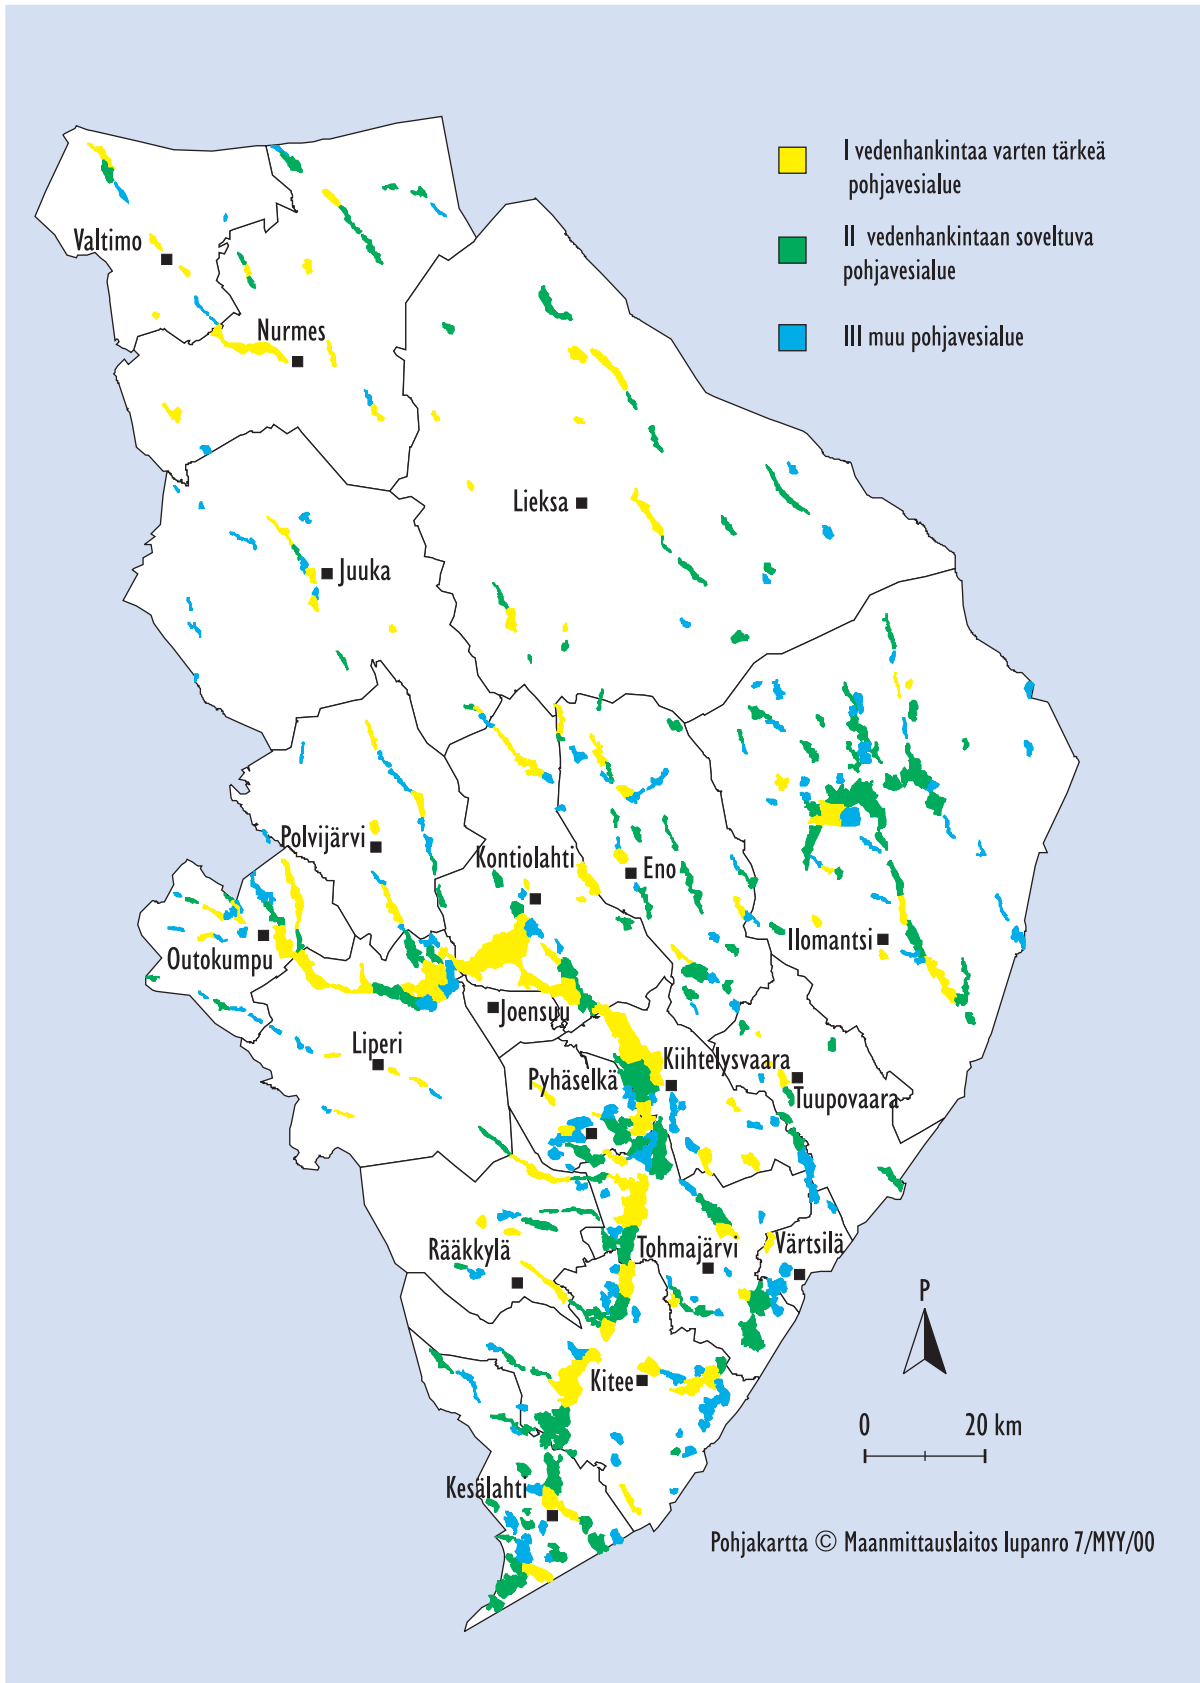 I vedenhankintaa varten tärkeä
pohjavesialue
II vedenhankintaan soveltuva
pohjavesialue
III muu pohjavesialue
Valtimo
Nurmes
Lieksa
Juuka
Polvijärvi
Kontiolahti
Eno
Ilomantsi
Outokumpu
Joensuu
Liperi
Kiihtelysvaara
Pyhäselkä
Tuupovaara
Rääkkylä
Tohmajärvi
Värtsilä
P
Kitee
0 20 km
Kesälahti
Pohjakartta © Maanmittauslaitos lupanro 7/MYY/00